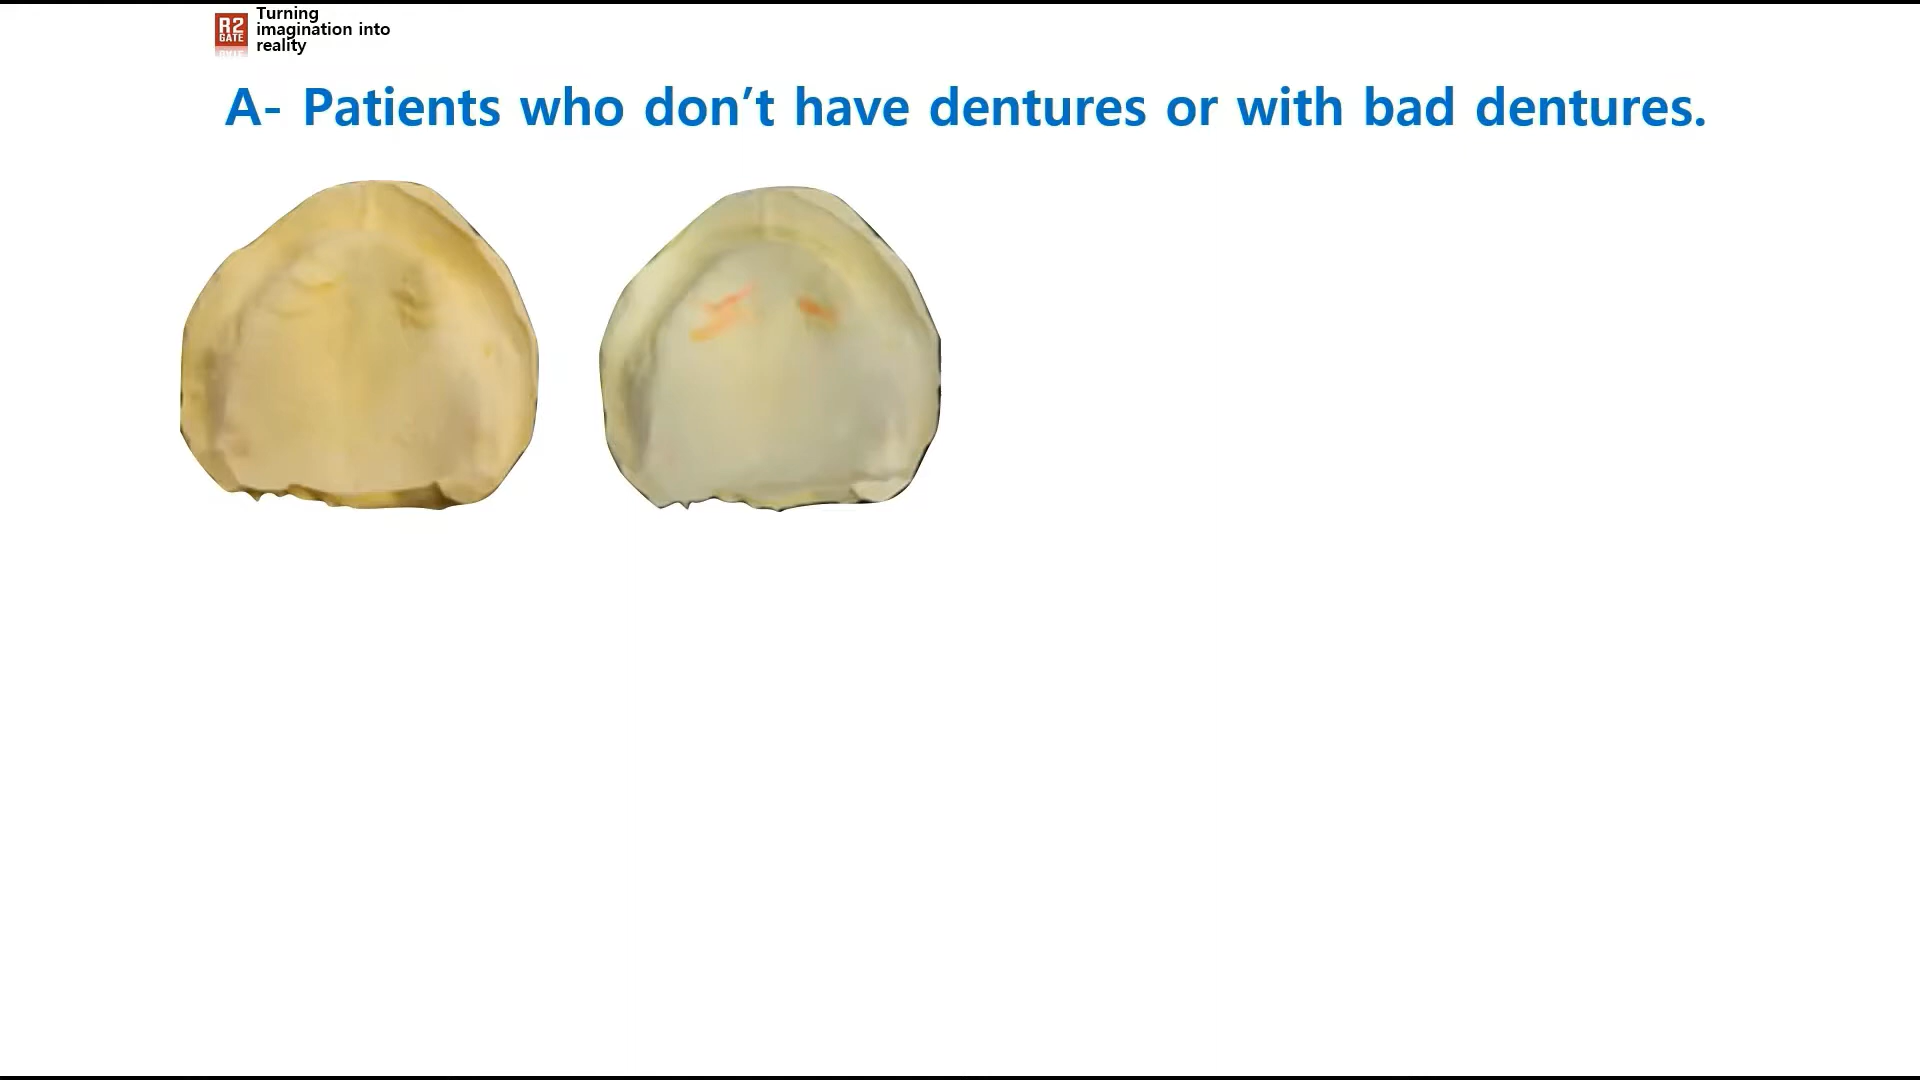 R2
GATE
Turning
imagination into
reality
A- Patients who don’t have dentures or with bad dentures.